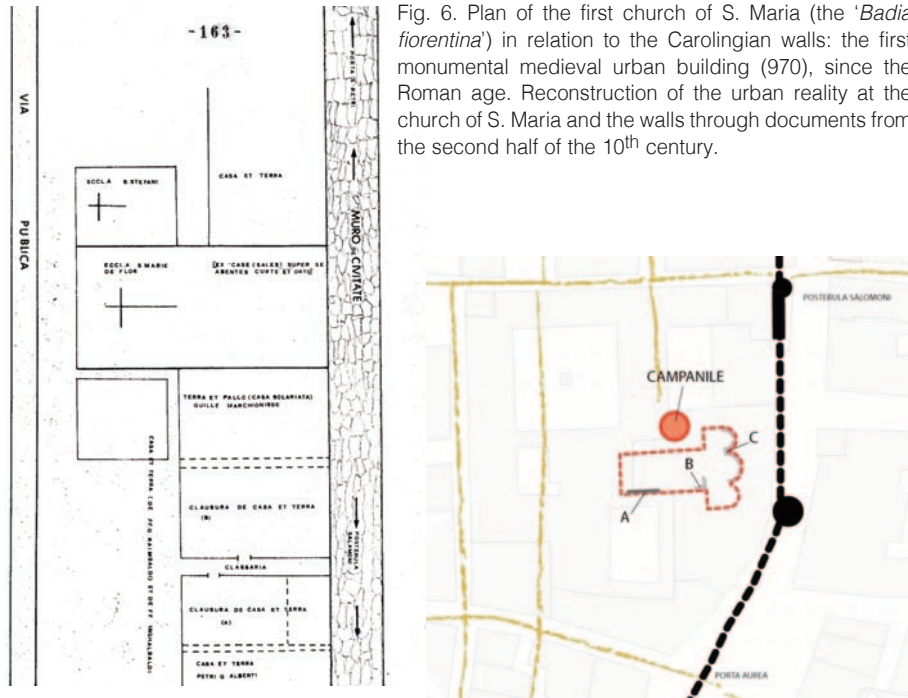 Fig. 6. Plan of the first church of S. Maria (the ‘Badia
fiorentina’) in relation to the Carolingian walls: the first
monumental medieval urban building (970), since the
Roman age. Reconstruction of the urban reality at the
church of S. Maria and the walls through documents from
the second half of the 10th century.
-163-
VIA
PUBLICA
ECCL.A S.STEFANI
CASA ET TERRA
ECCL.A S.MARIE
DE FLOR.
MURO DE CIVITATE
TERRA ET PALLO (CASA SOLARIATA)
GUILLE MARCHIONISSE
CLAUSURA DE CASA ET TERRA
(B)
POSTERULA
SALAMONI
CLASSARIA
CLAUSURA DE CASA ET TERRA
(A)
CASA ET TERRA
PETRI Q ALBERTI
POSTERULA SALOMONI
CAMPANILE
C
B
A
PORTA AUREA